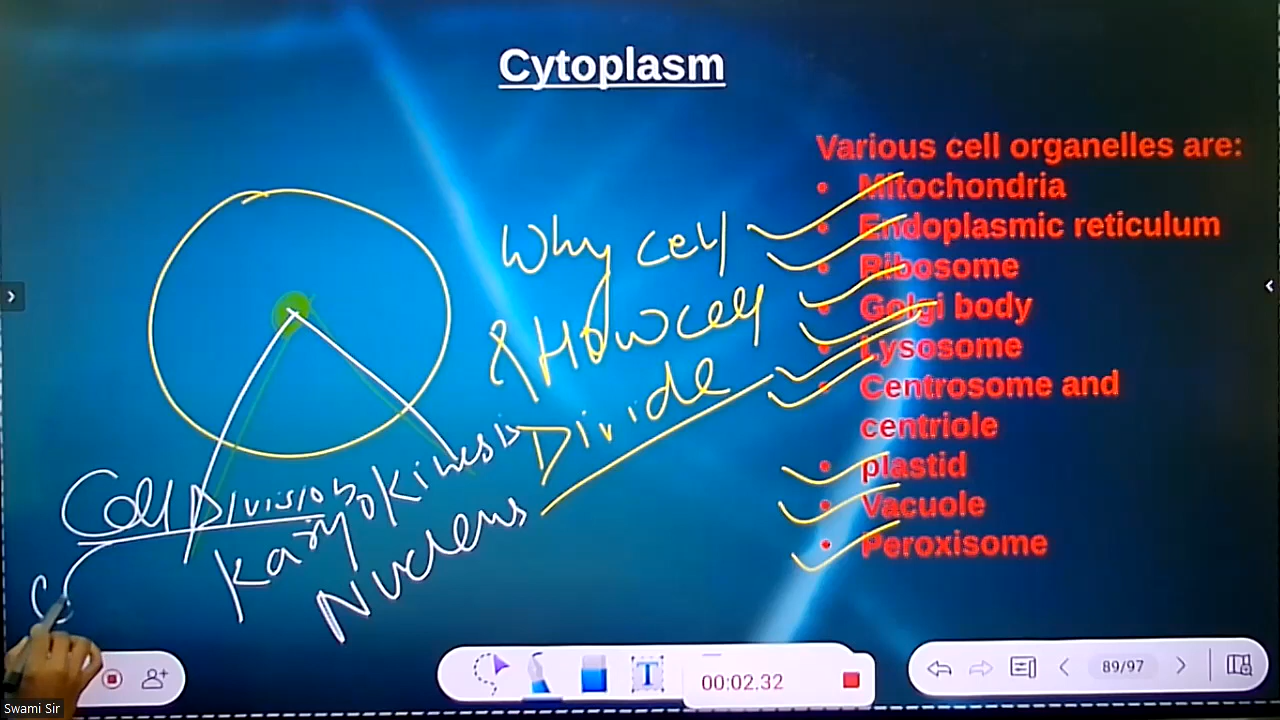 Cytoplasm
Various cell organelles are:
• Mitochondria
• Endoplasmic reticulum
• Ribosome
• Golgi body
• Lysosome
• Centrosome and
centriole
• plastid
• Vacuole
• Peroxisome
Why cell
& How cell
Divide
Cell Division
Karyokinesis
Nucleus
00:02.32
89/97
Swami Sir